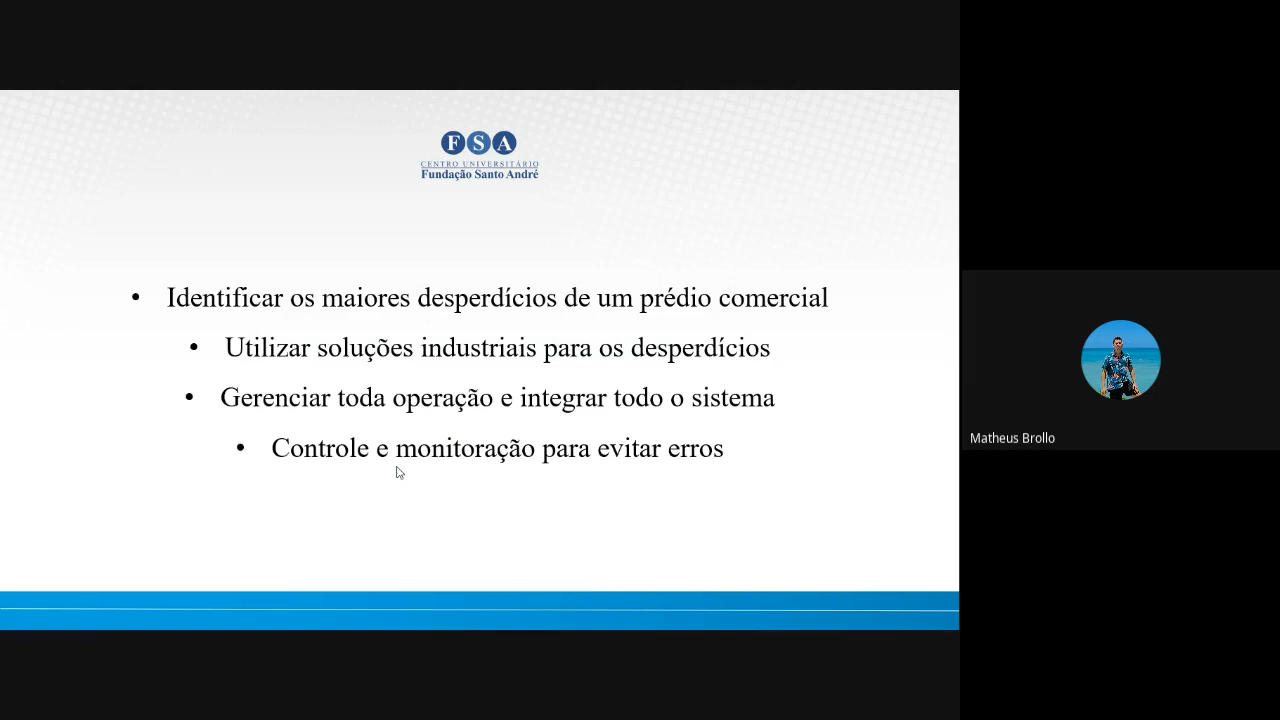 FSA
CENTRO UNIVERSITÁRIO
Fundação Santo André
• Identificar os maiores desperdícios de um prédio comercial
• Utilizar soluções industriais para os desperdícios
• Gerenciar toda operação e integrar todo o sistema
• Controle e monitoração para evitar erros
Matheus Brollo